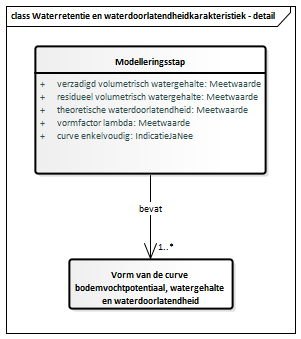 class Waterretentie en waterdoorlatendheidkarakteristiek - detail
Modelleringsstap
+ verzadigd volumetrisch watergehalte: Meetwaarde
+ residueel volumetrisch watergehalte: Meetwaarde
+ theoretische waterdoorlatendheid: Meetwaarde
+ vormfactor lambda: Meetwaarde
+ curve enkelvoudig: IndicatieJaNee
bevat
1..*
Vorm van de curve
bodemvochtpotentiaal, watergehalte
en waterdoorlatendheid